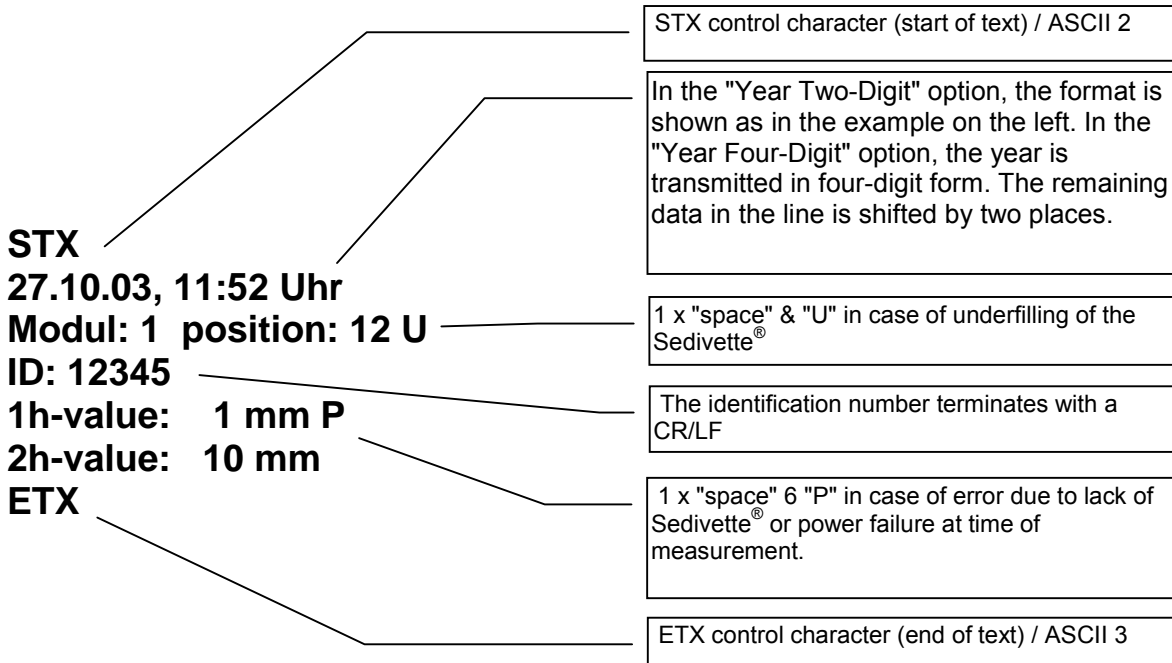 STX control character (start of text) / ASCII 2
In the "Year Two-Digit" option, the format is
shown as in the example on the left. In the
"Year Four-Digit" option, the year is
transmitted in four-digit form. The remaining
data in the line is shifted by two places.
STX
27.10.03, 11:52 Uhr
Modul: 1 position: 12 U
ID: 12345
1h-value: 1 mm P
2h-value: 10 mm
ETX
1 x "space" & "U" in case of underfilling of the
Sedivette®
The identification number terminates with a
CR/LF
1 x "space" 6 "P" in case of error due to lack of
Sedivette® or power failure at time of
measurement.
ETX control character (end of text) / ASCII 3